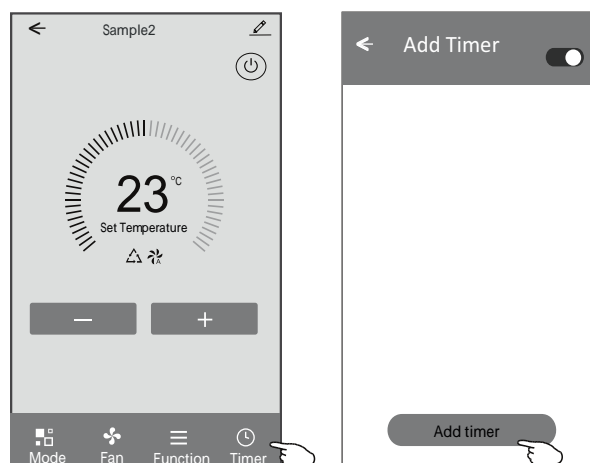 Sample2
23 °C
Set Temperature
A
Mode Fan Function Timer
Add Timer
Add timer